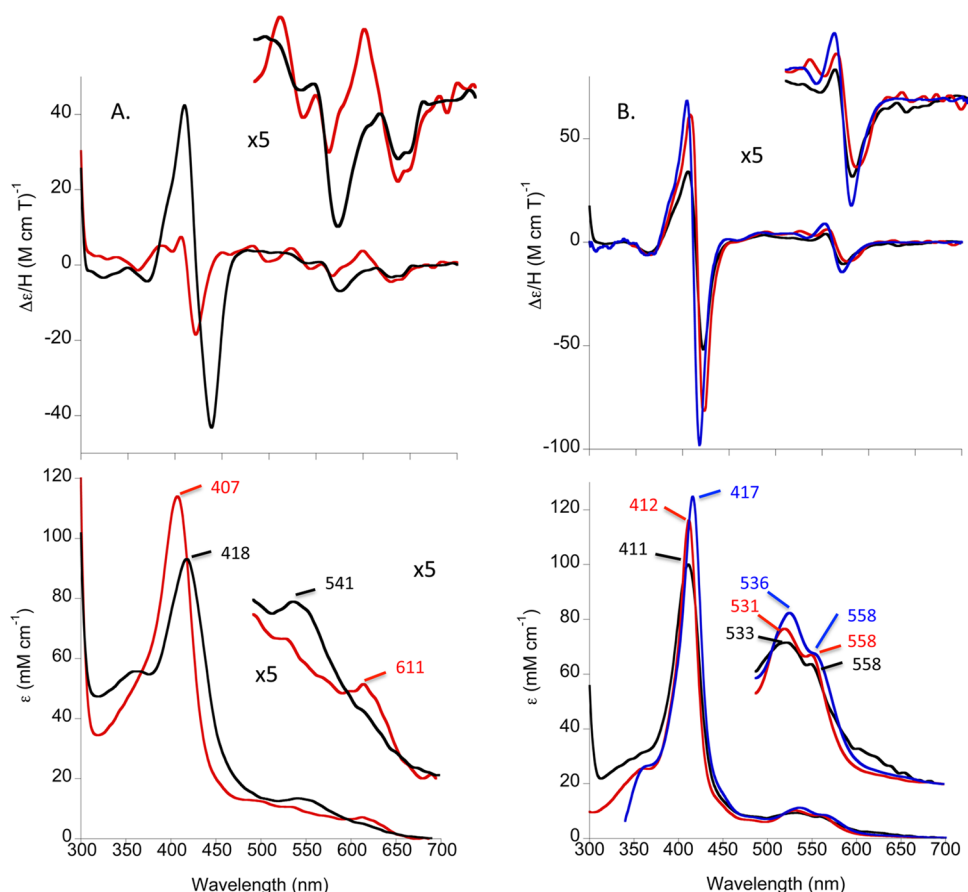 A.
x5
40
20
0
-20
-40
Δε/H (M cm T)-1
B.
x5
50
0
-50
-100
Δε/H (M cm T)-1
120
100
80
60
40
20
0
ε (mM cm-1)
407
418
541
x5
x5
611
300 350 400 450 500 550 600 650 700
Wavelength (nm)
120
100
80
60
40
20
0
ε (mM cm-1)
412
417
411
536
531
558
533
558
558
300 350 400 450 500 550 600 650 700
Wavelength (nm)